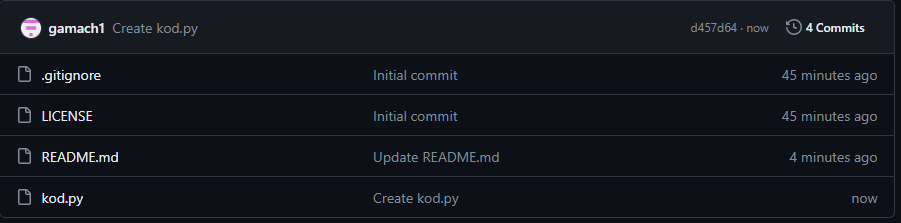 gamach1 Create kod.py d457d64 · now 4 Commits
.gitignore Initial commit 45 minutes ago
LICENSE Initial commit 45 minutes ago
README.md Update README.md 4 minutes ago
kod.py Create kod.py now